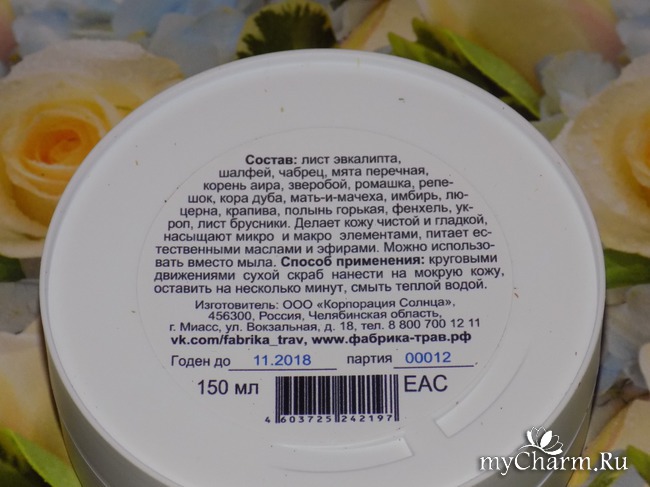 Состав: лист эвкалипта,
шалфей, чабрец, мята перечная,
корень аира, зверобой, ромашка, репе-
шок, кора дуба, мать-и-мачеха, имбирь, лю-
церна, крапива, полынь горькая, фенхель, ук-
роп, лист брусники. Делает кожу чистой и гладкой,
насыщают микро и макро элементами, питает ес-
тественными маслами и эфирами. Можно использо-
вать вместо мыла. Способ применения: круговыми
движениями сухой скраб нанести на мокрую кожу,
оставить на несколько минут, смыть теплой водой.
Изготовитель: ООО «Корпорация Солнца»,
456300, Россия, Челябинская область,
г. Миасс, ул. Вокзальная, д. 18, тел. 8 800 700 12 11
vk.com/fabrika_trav, www.фабрика-трав.рф
Годен до 11.2018 партия 00012
150 мл EAC
4 603725 242197
myCharm.Ru